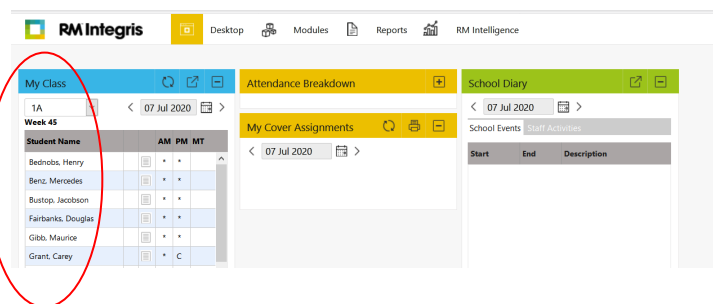 RM Integris Desktop Modules Reports RM Intelligence
My Class
1A
07 Jul 2020
Week 45
Student Name AM PM MT
Bednobs, Henry * *
Benz, Mercedes * *
Bustop, Jacobson * *
Fairbanks, Douglas * *
Gibb, Maurice * *
Grant, Carey * C
Attendance Breakdown
My Cover Assignments
07 Jul 2020
School Diary
07 Jul 2020
School Events Staff Activities
Start End Description